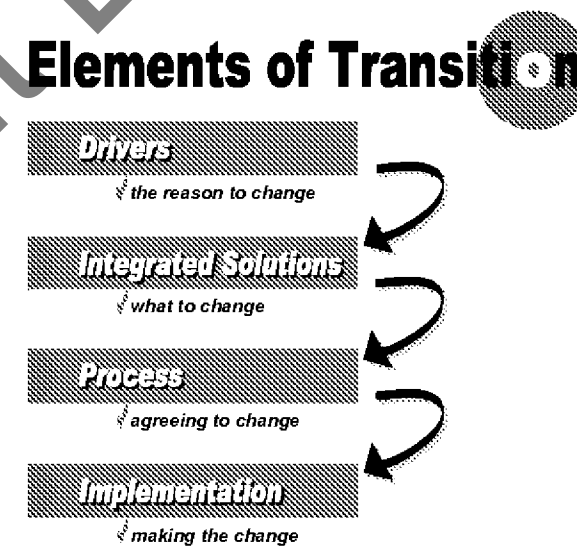 Elements of Transition
Drivers
the reason to change
Integrated Solutions
what to change
Process
agreeing to change
Implementation
making the change